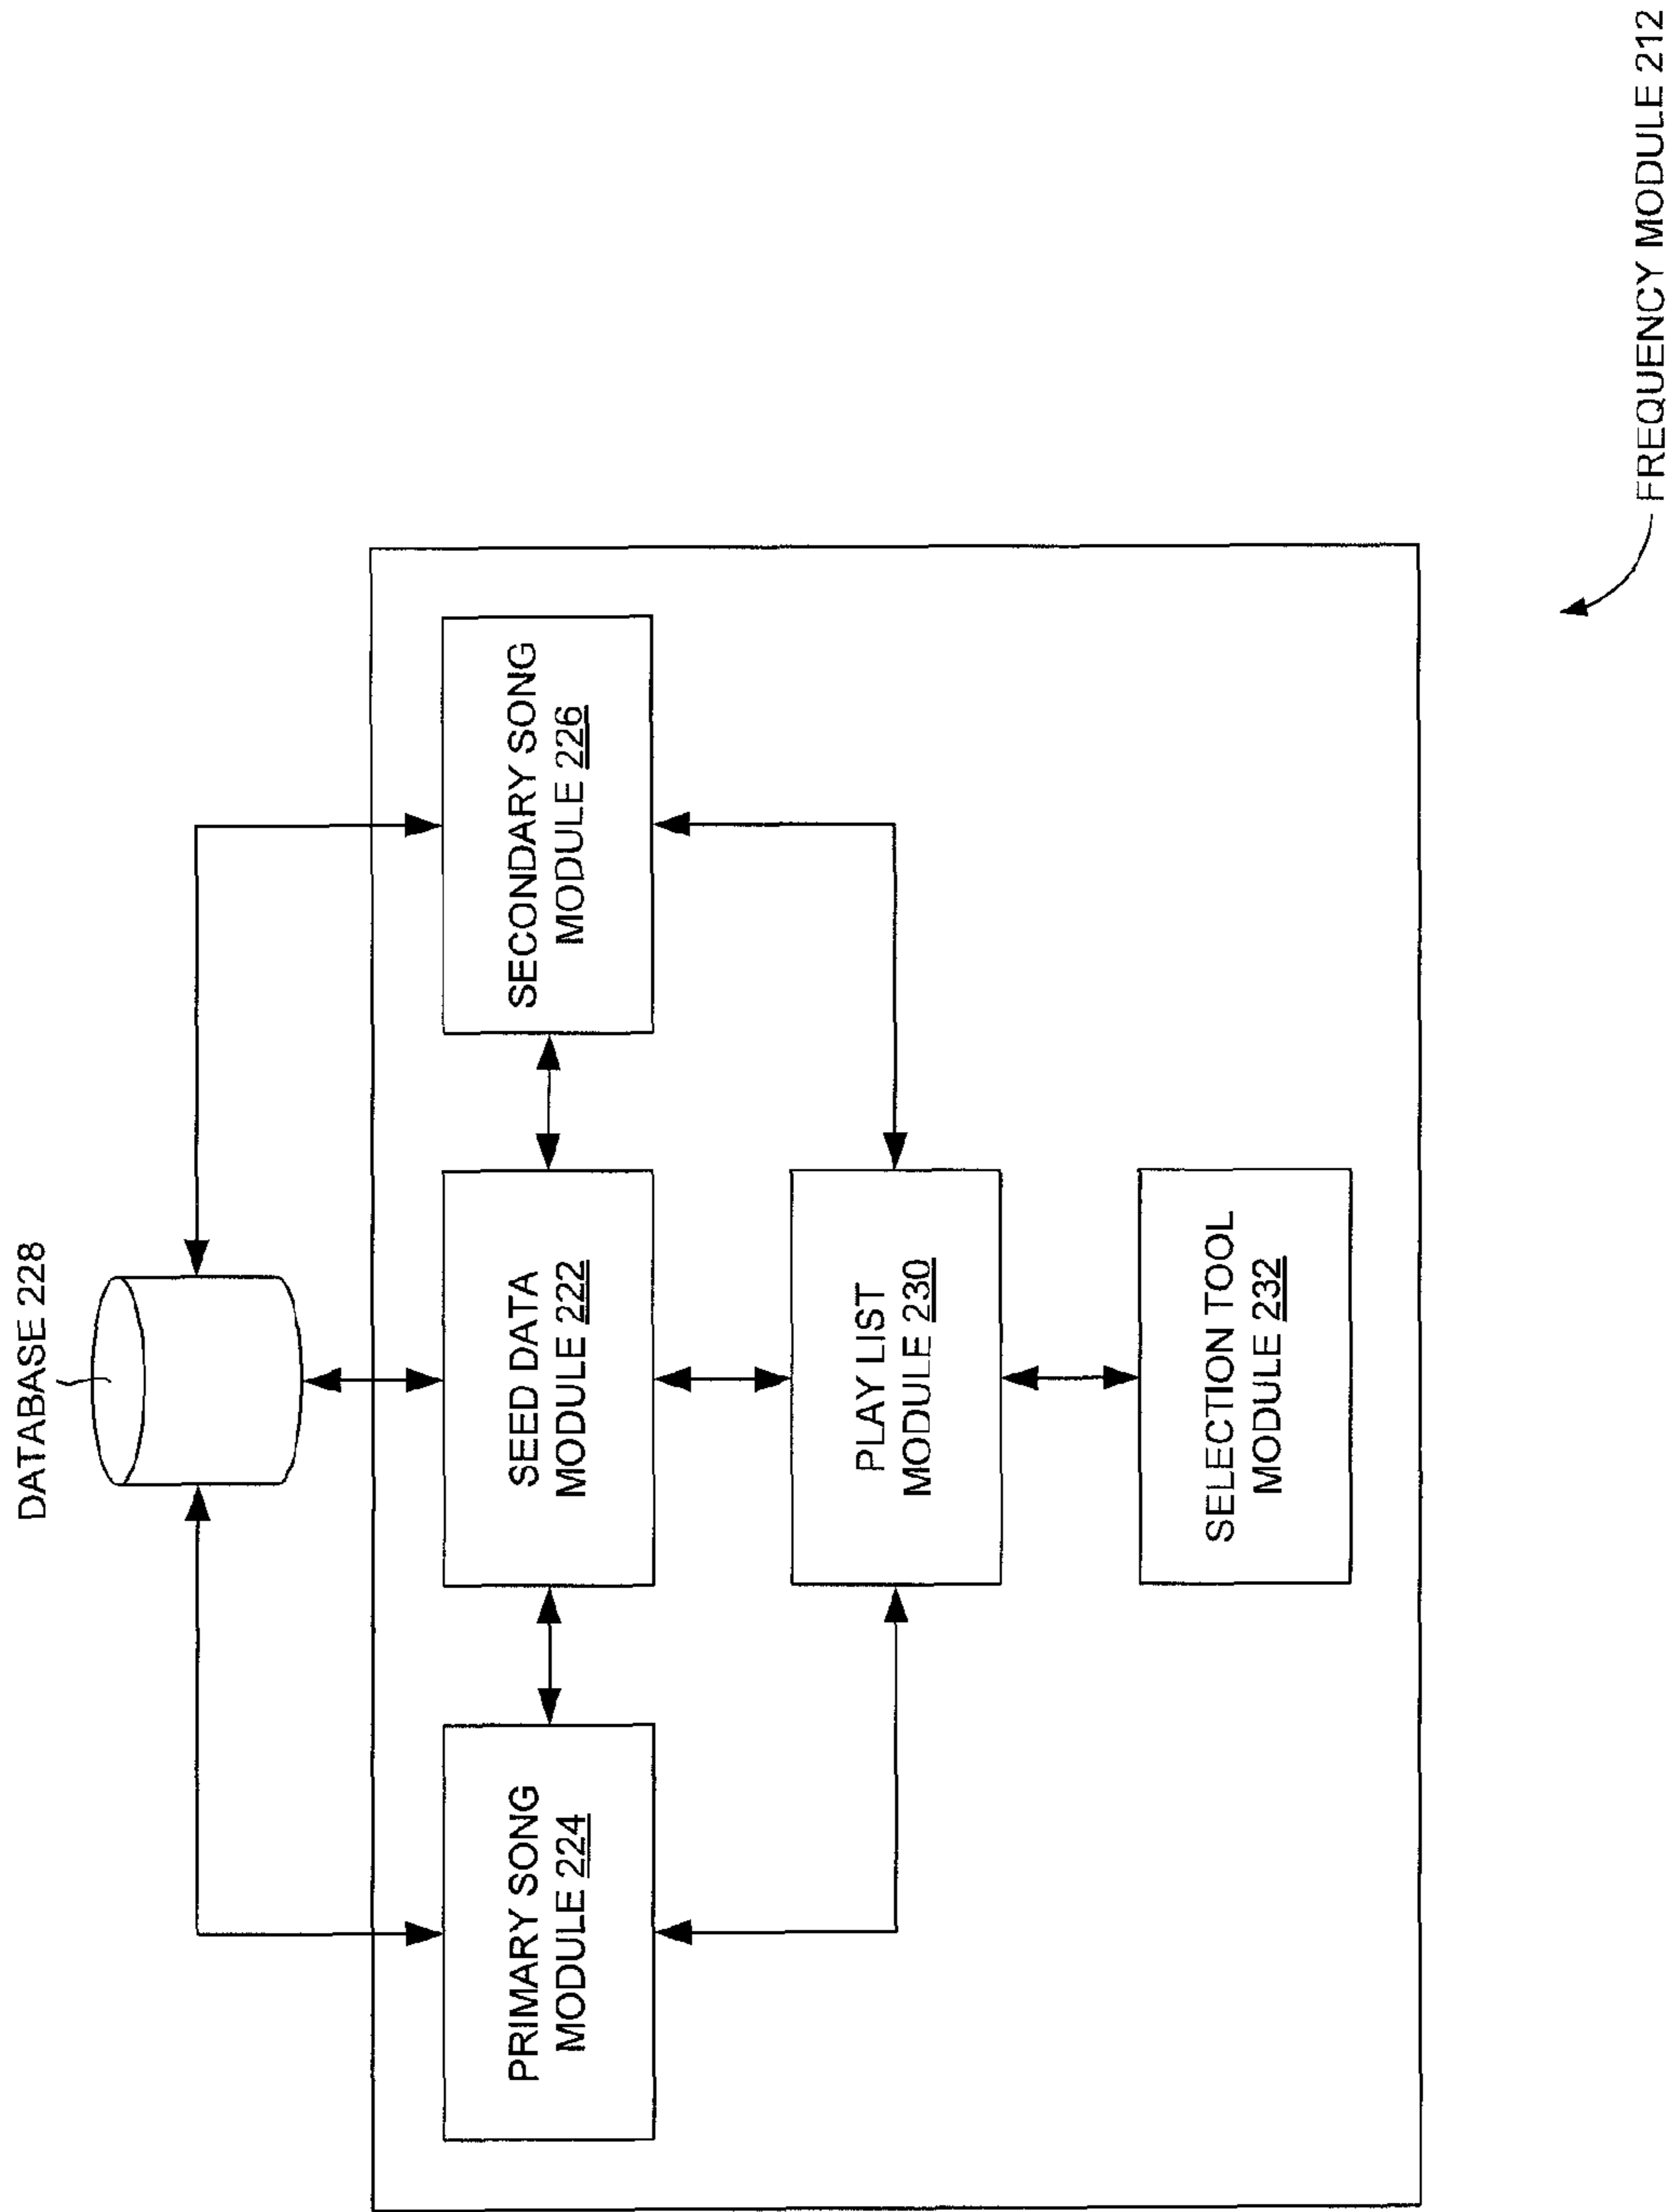 DATABASE 228
PRIMARY SONG
MODULE 224
SEED DATA
MODULE 222
SECONDARY SONG
MODULE 226
PLAY LIST
MODULE 230
SELECTION TOOL
MODULE 232
FREQUENCY MODULE 212